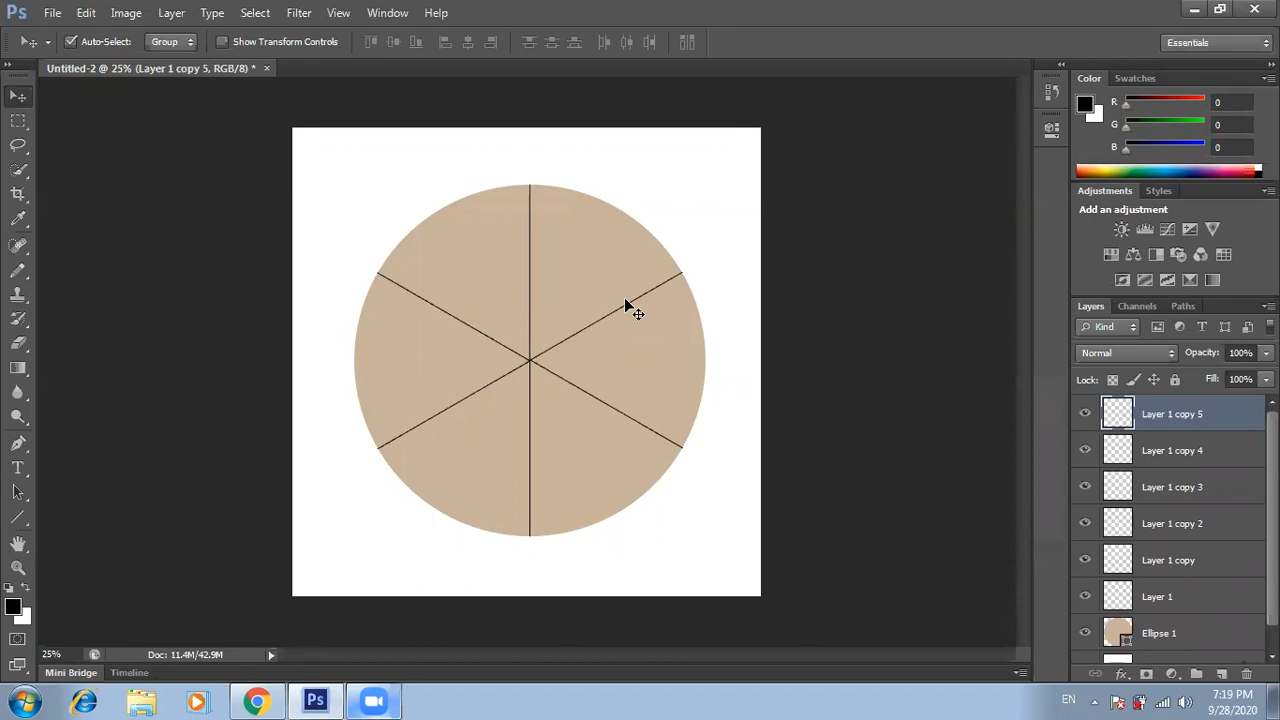 Ps File Edit Image Layer Type Select Filter 3D View Window Help
Auto-Select: Group Show Transform Controls Essentials
Untitled-2 @ 25% (Layer 1 copy 5, RGB/8) * ×
Color Swatches
R 0
G 0
B 0
Adjustments Styles
Add an adjustment
Layers Channels Paths
Kind
Normal Opacity: 100%
Lock: Fill: 100%
Layer 1 copy 5
Layer 1 copy 4
Layer 1 copy 3
Layer 1 copy 2
Layer 1 copy
Layer 1
Ellipse 1
25% Doc: 11.4M/42.9M
Mini Bridge Timeline
Ps EN 7:19 PM
9/28/2020